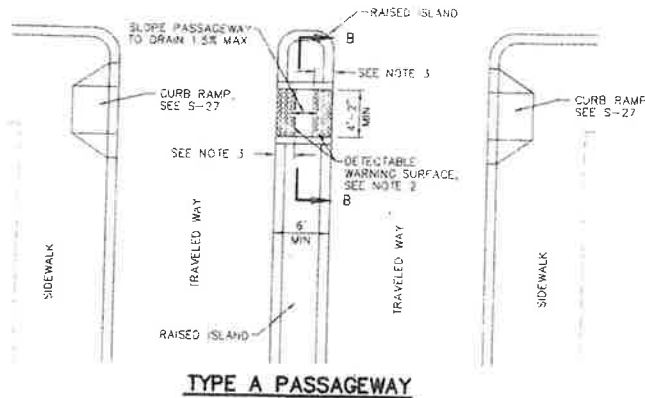 RAISED ISLAND
SLOPE PASSAGEWAY
TO DRAIN 1.5% MAX
B
SEE NOTE 3
CURB RAMP,
SEE S-27
4'-2"
MIN
CURB RAMP
SEE S-27
SEE NOTE 3
DETECTABLE
WARNING SURFACE,
SEE NOTE 2
B
6'
MIN
SIDEWALK
TRAVELED WAY
TRAVELED WAY
SIDEWALK
RAISED ISLAND
TYPE A PASSAGEWAY